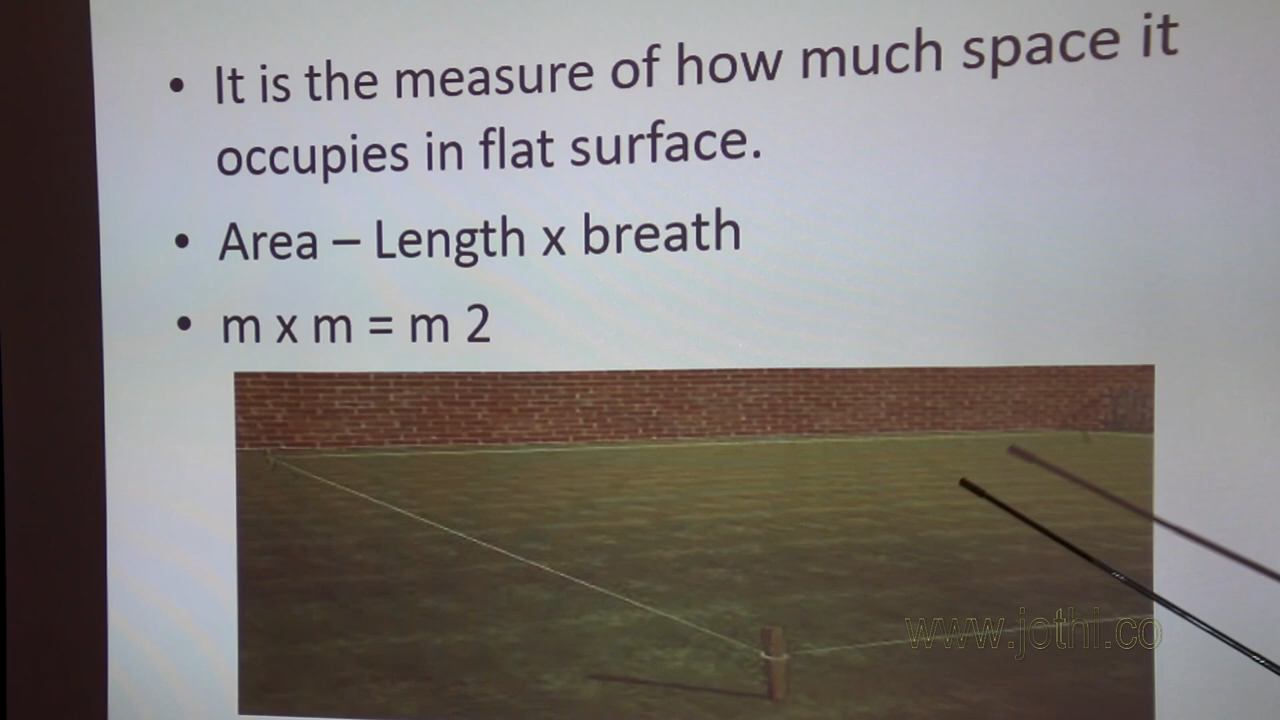 • It is the measure of how much space it
occupies in flat surface.
• Area – Length x breath
• m x m = m 2
www.jothi.co